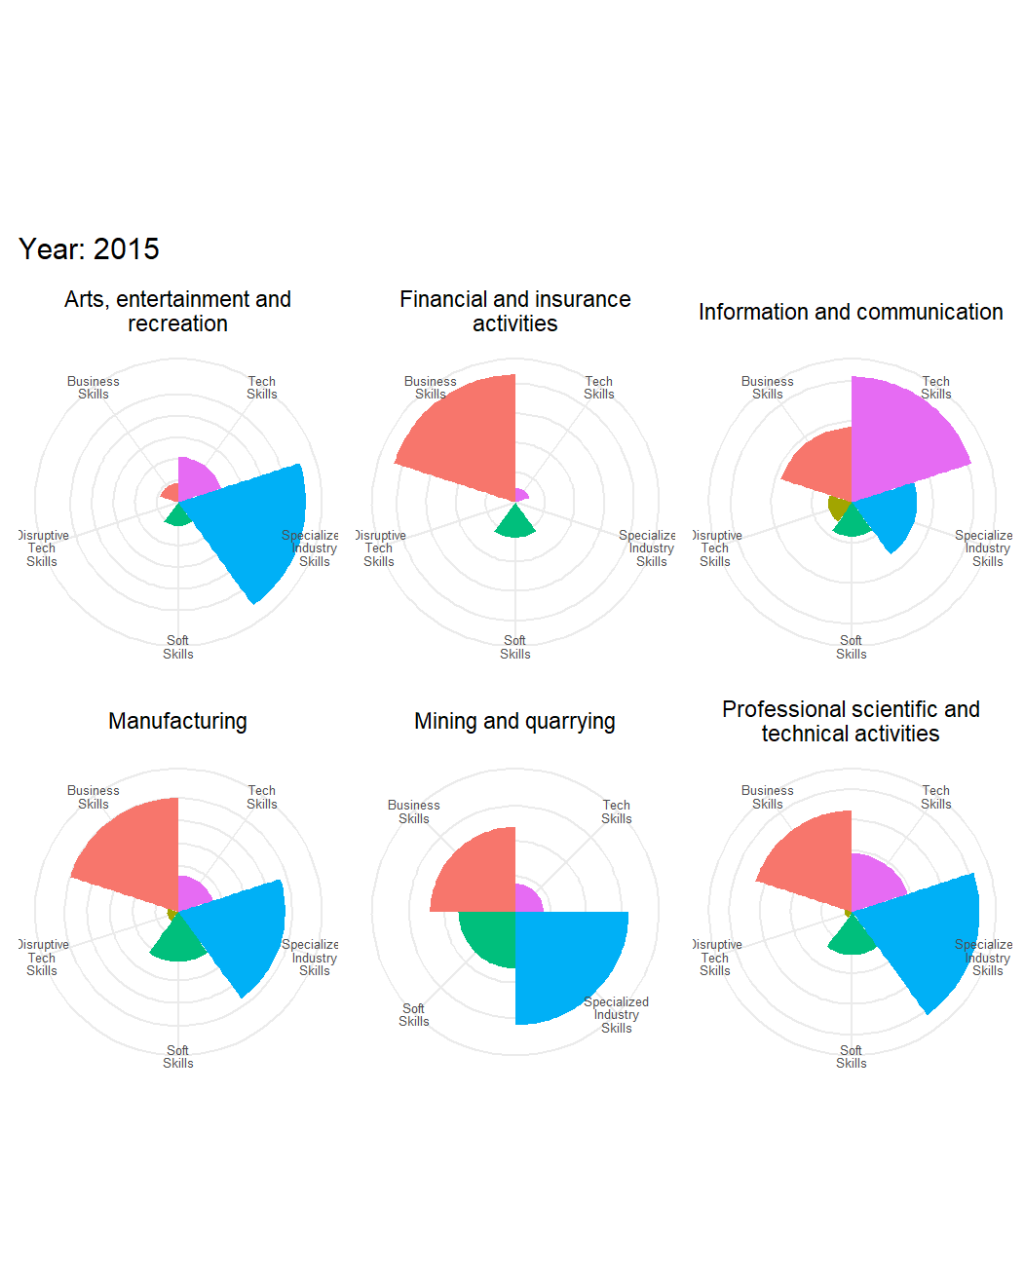 Year: 2015
Arts, entertainment and
recreation
Financial and insurance
activities
Information and communication
Business
Skills
Tech
Skills
Disruptive
Tech
Skills
Specialize
Industry
Skills
Soft
Skills
Business
Skills
Tech
Skills
Disruptive
Tech
Skills
Specialize
Industry
Skills
Soft
Skills
Business
Skills
Tech
Skills
Disruptive
Tech
Skills
Specialize
Industry
Skills
Soft
Skills
Manufacturing
Mining and quarrying
Professional scientific and
technical activities
Business
Skills
Tech
Skills
Disruptive
Tech
Skills
Specialize
Industry
Skills
Soft
Skills
Business
Skills
Tech
Skills
Soft
Skills
Specialized
Industry
Skills
Business
Skills
Tech
Skills
Disruptive
Tech
Skills
Specialize
Industry
Skills
Soft
Skills